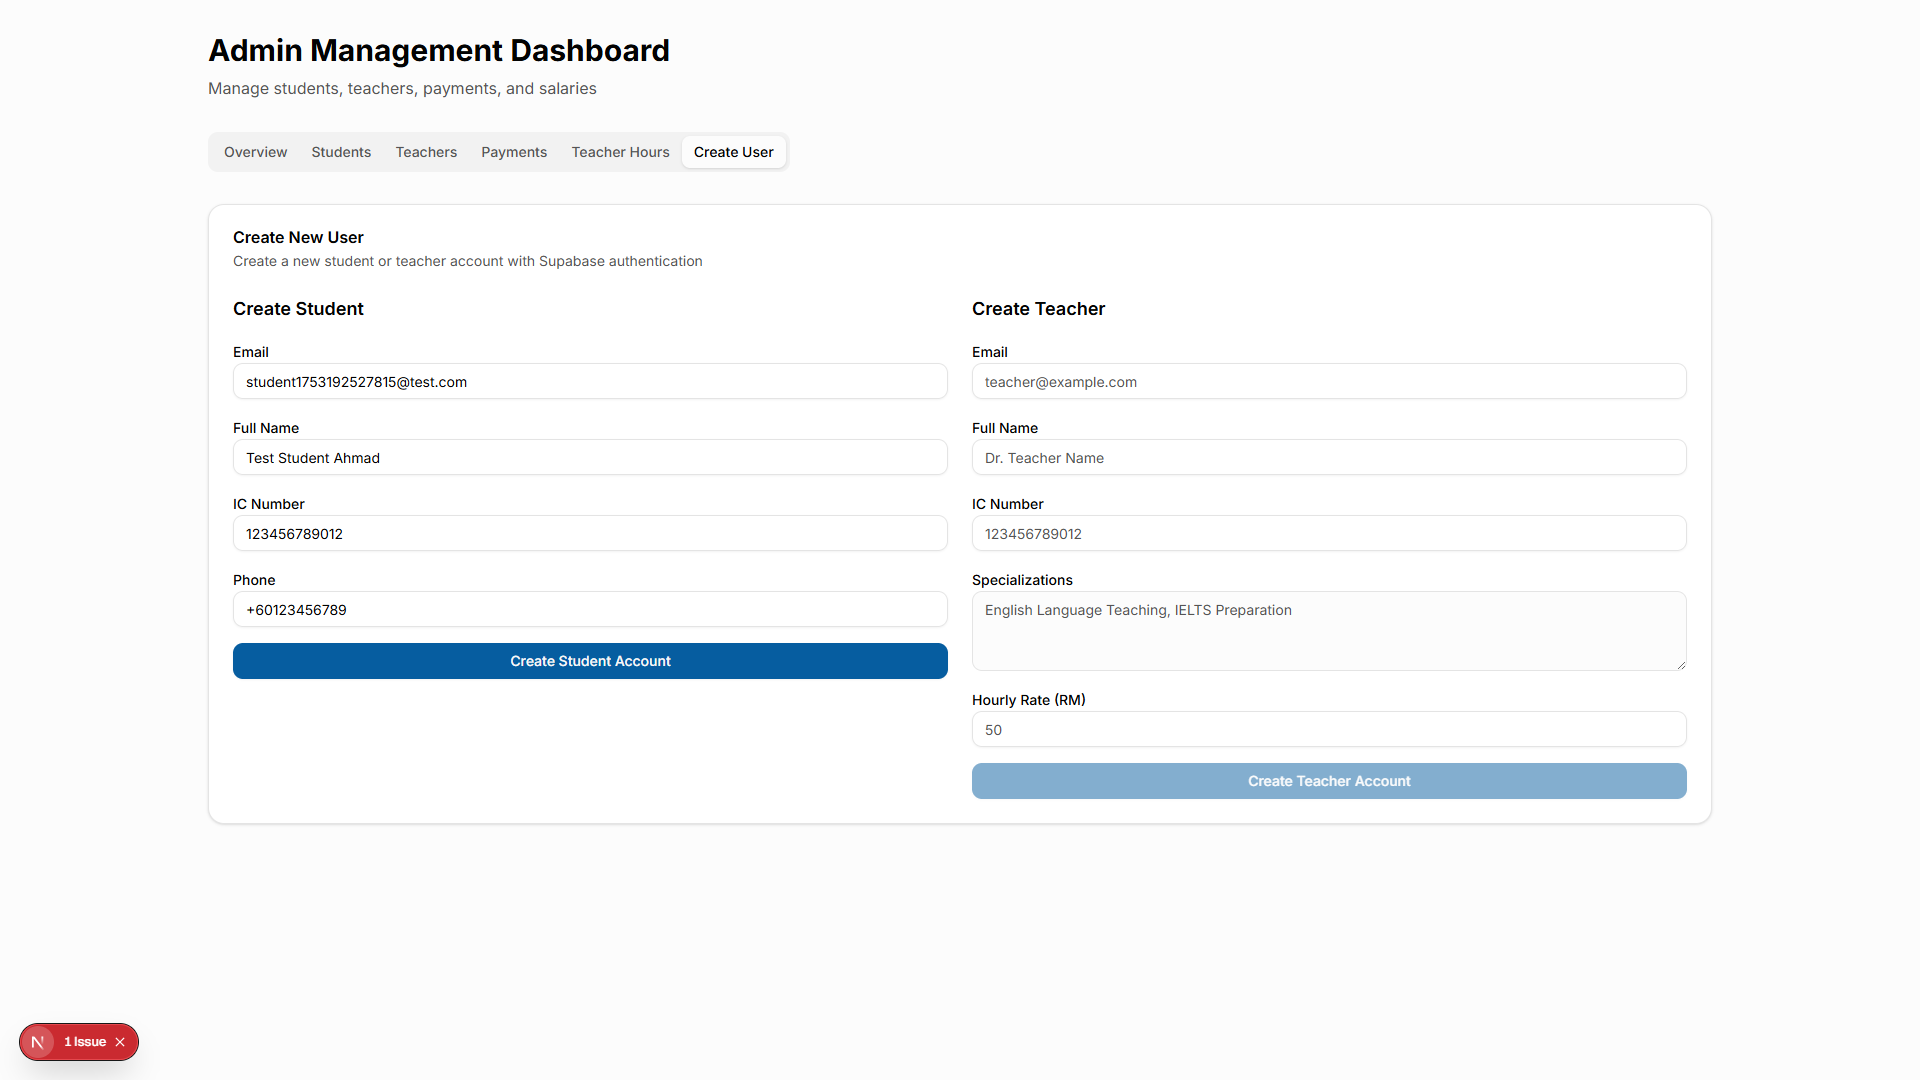 Admin Management Dashboard
Manage students, teachers, payments, and salaries
Overview Students Teachers Payments Teacher Hours Create User
Create New User
Create a new student or teacher account with Supabase authentication
Create Student
Email
student1753192527815@test.com
Full Name
Test Student Ahmad
IC Number
123456789012
Phone
+60123456789
Create Student Account
Create Teacher
Email
teacher@example.com
Full Name
Dr. Teacher Name
IC Number
123456789012
Specializations
English Language Teaching, IELTS Preparation
Hourly Rate (RM)
50
Create Teacher Account
N 1 Issue